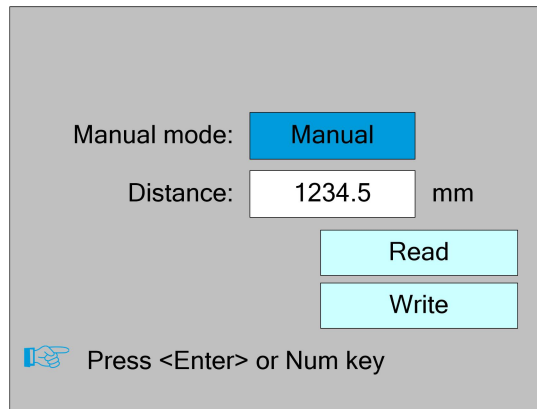 Manual mode: Manual
Distance: 1234.5 mm
Read
Write
Press <Enter> or Num key